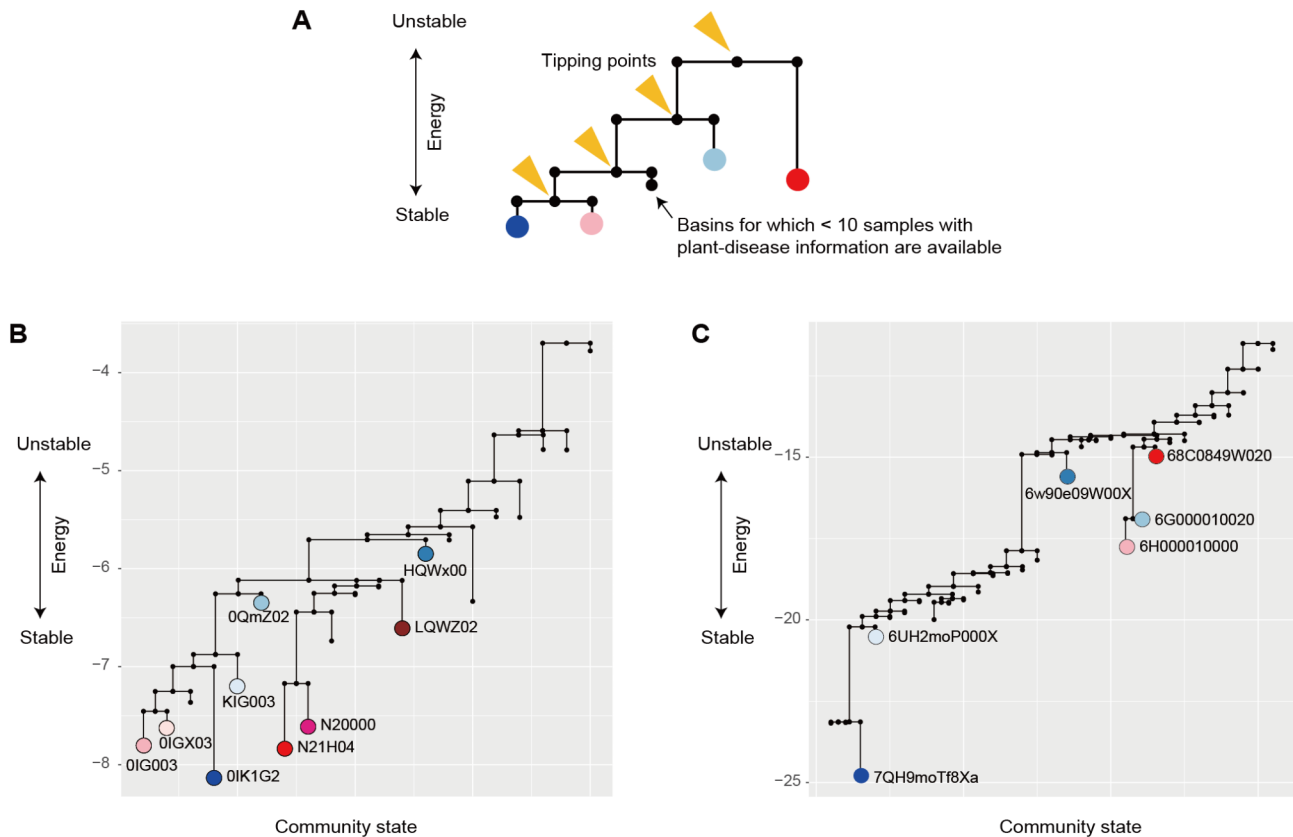 A
Unstable
Energy
Stable
Tipping points
Basins for which < 10 samples with
plant-disease information are available
B
−4
−5
−6
−7
−8
Unstable
Energy
Stable
HQWx00
0QmZ02
LQWZ02
KIG003
0IGX03
0IG003
N20000
N21H04
0IK1G2
Community state
C
−15
−20
−25
Unstable
Energy
Stable
68C0849W020
6w90e09W00X
6G000010020
6H000010000
6UH2moP000X
7QH9moTf8Xa
Community state